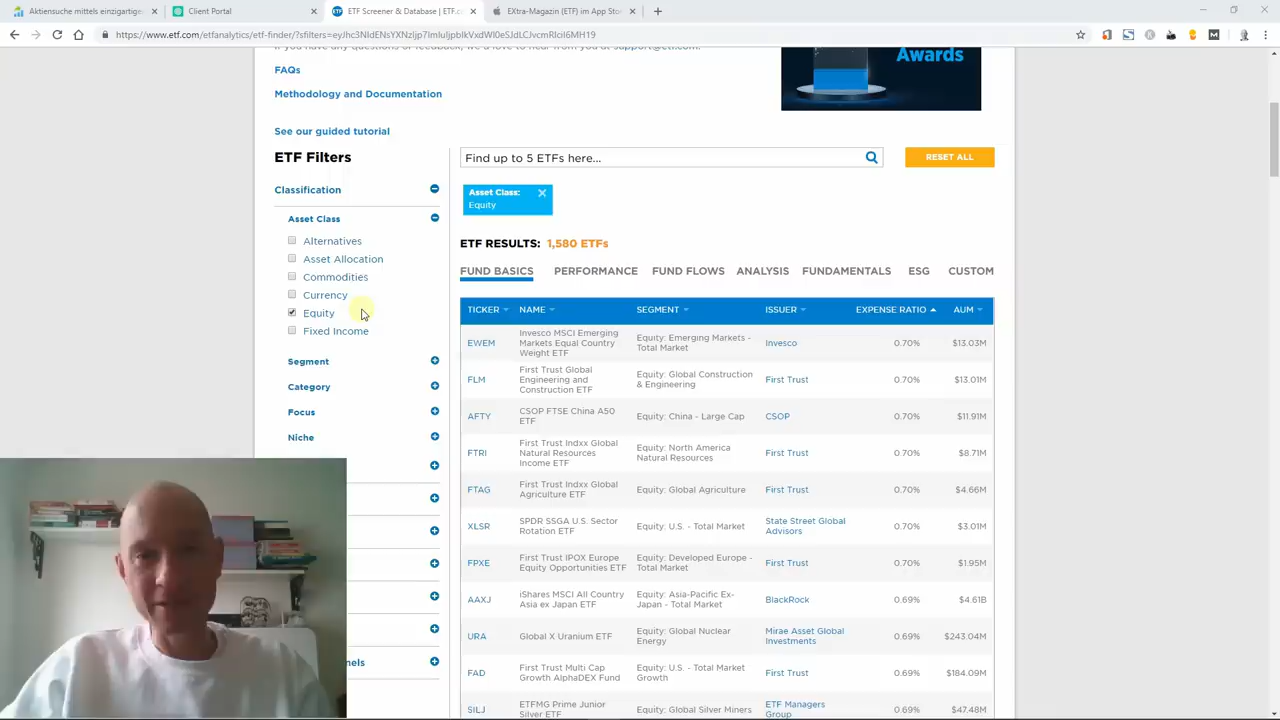 Aktiensuche mittels einzigartige
Client Portal
ETF Screener & Database | ETF.c
EXtra-Magazin (ETF) im App Sto
https://www.etf.com/etfanalytics/etf-finder/
Awards
FAQs
Methodology and Documentation
See our guided tutorial
ETF Filters
Find up to 5 ETFs here...
RESET ALL
Classification
Asset Class:
Equity
Asset Class
Alternatives
Asset Allocation
Commodities
Currency
Equity
Fixed Income
Segment
Category
Focus
Niche
nels
ETF RESULTS: 1,580 ETFs
FUND BASICS PERFORMANCE FUND FLOWS ANALYSIS FUNDAMENTALS ESG CUSTOM
TICKER NAME SEGMENT ISSUER EXPENSE RATIO AUM
EWEM Invesco MSCI Emerging Markets Equal Country Weight ETF Equity: Emerging Markets - Total Market Invesco 0.70% $13.03M
FLM First Trust Global Engineering and Construction ETF Equity: Global Construction & Engineering First Trust 0.70% $13.01M
AFTY CSOP FTSE China A50 ETF Equity: China - Large Cap CSOP 0.70% $11.91M
FTRI First Trust Indxx Global Natural Resources Income ETF Equity: North America Natural Resources First Trust 0.70% $8.71M
FTAG First Trust Indxx Global Agriculture ETF Equity: Global Agriculture First Trust 0.70% $4.66M
XLSR SPDR SSGA U.S. Sector Rotation ETF Equity: U.S. - Total Market State Street Global Advisors 0.70% $3.01M
FPXE First Trust IPOX Europe Equity Opportunities ETF Equity: Developed Europe - Total Market First Trust 0.70% $1.95M
AAXJ iShares MSCI All Country Asia ex Japan ETF Equity: Asia-Pacific Ex-Japan - Total Market BlackRock 0.69% $4.61B
URA Global X Uranium ETF Equity: Global Nuclear Energy Mirae Asset Global Investments 0.69% $243.04M
FAD First Trust Multi Cap Growth AlphaDEX Fund Equity: U.S. - Total Market Growth First Trust 0.69% $184.09M
SILJ ETFMG Prime Junior Silver ETF Equity: Global Silver Miners ETF Managers Group 0.69% $47.48M